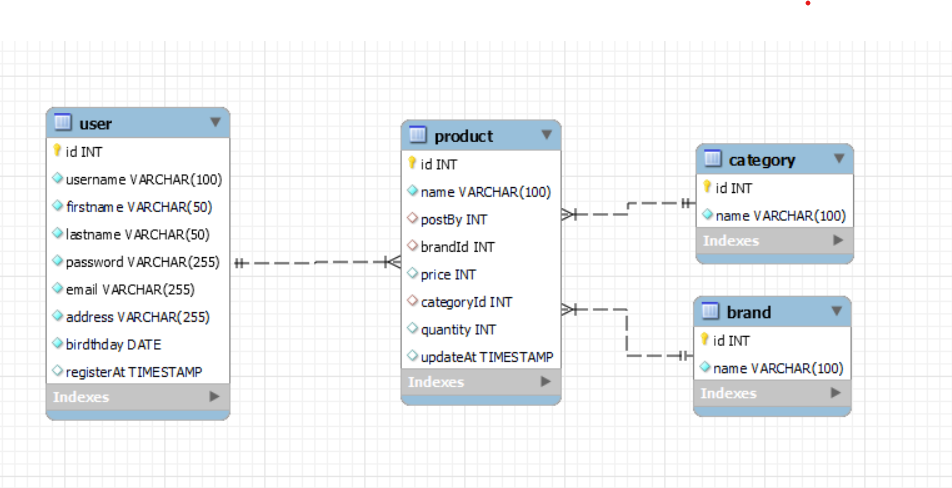 user
id INT
username VARCHAR(100)
firstname VARCHAR(50)
lastname VARCHAR(50)
password VARCHAR(255)
email VARCHAR(255)
address VARCHAR(255)
birdthday DATE
registerAt TIMESTAMP
Indexes
product
id INT
name VARCHAR(100)
postBy INT
brandId INT
price INT
categoryId INT
quantity INT
updateAt TIMESTAMP
Indexes
category
id INT
name VARCHAR(100)
Indexes
brand
id INT
name VARCHAR(100)
Indexes